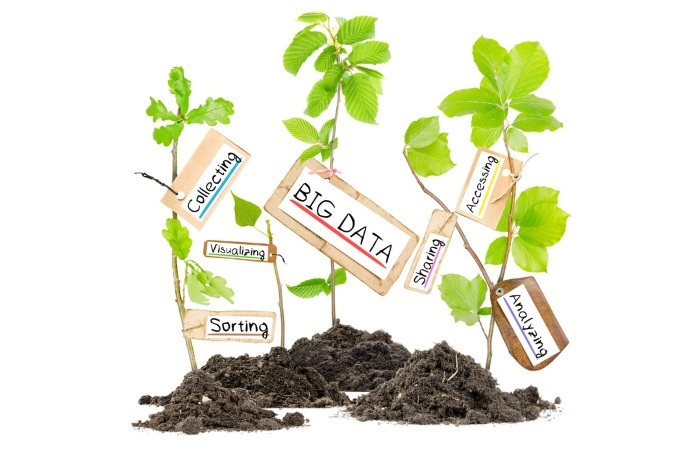 Collecting
BIG DATA
Accessing
Visualizing
Sharing
Sorting
Analyzing